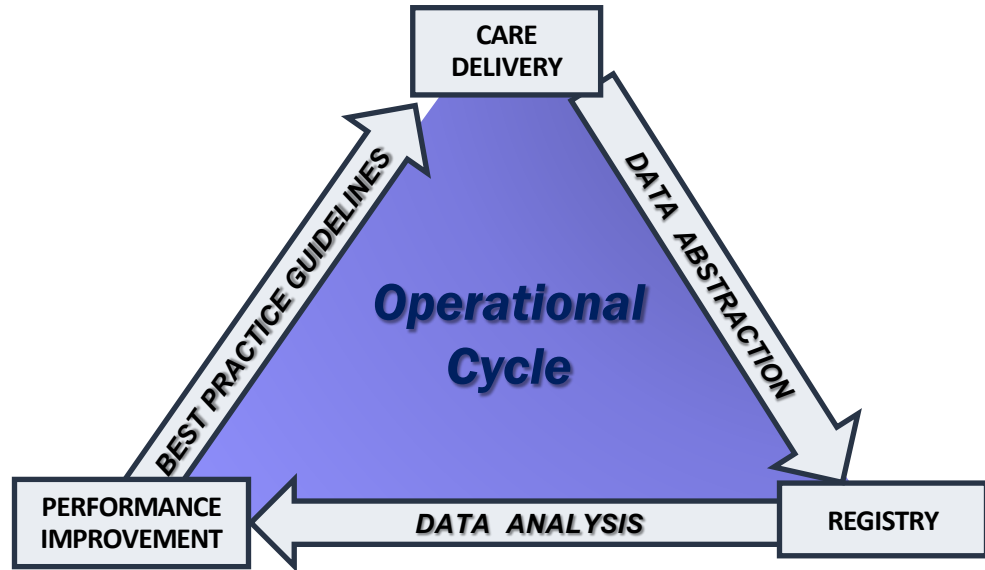 CARE
DELIVERY
BEST PRACTICE GUIDELINES
DATA ABSTRACTION
Operational
Cycle
PERFORMANCE
IMPROVEMENT
DATA ANALYSIS
REGISTRY